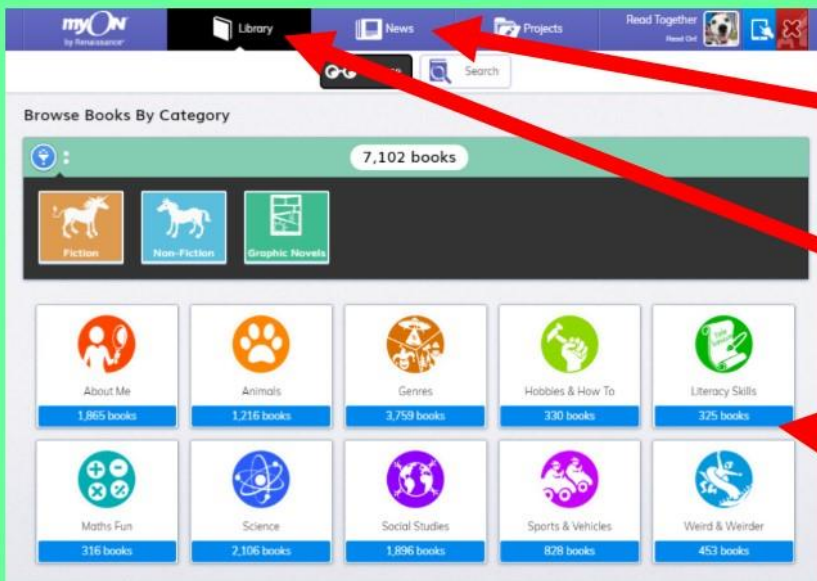 myON
by Renaissance
Library
News
Projects
Read Together
Read On!
Search
Browse Books By Category
7,102 books
Fiction
Non-Fiction
Graphic Novels
About Me
Animals
Genres
Hobbies & How To
Literacy Skills
1,865 books
1,216 books
3,759 books
330 books
325 books
Maths Fun
Science
Social Studies
Sports & Vehicles
Weird & Weirder
316 books
2,106 books
1,896 books
828 books
453 books